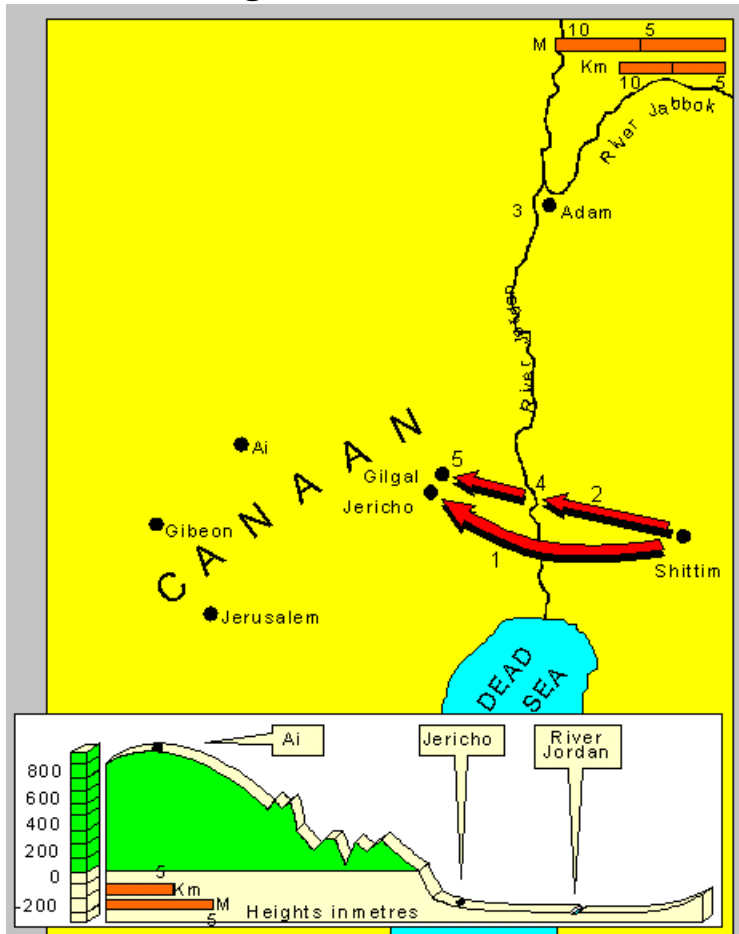 10 5
M
Km
10 5
River Jabbok
3
Adam
River Jordan
CANAAN
Ai
5
Gilgal
4
2
Jericho
Gibeon
1
Shittim
Jerusalem
DEAD
SEA
Ai
Jericho
River
Jordan
800
600
400
200
0
-200
5
Km
M
5
Heights in metres